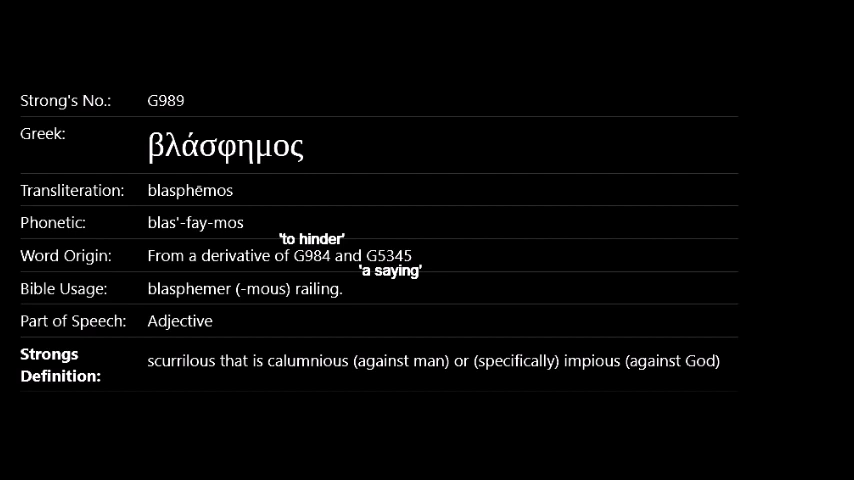 Strong's No.: G989
Greek: βλάσφημος
Transliteration: blasphēmos
Phonetic: blas'-fay-mos
'to hinder'
Word Origin: From a derivative of G984 and G5345
'a saying'
Bible Usage: blasphemer (-mous) railing.
Part of Speech: Adjective
Strongs
Definition: scurrilous that is calumnious (against man) or (specifically) impious (against God)